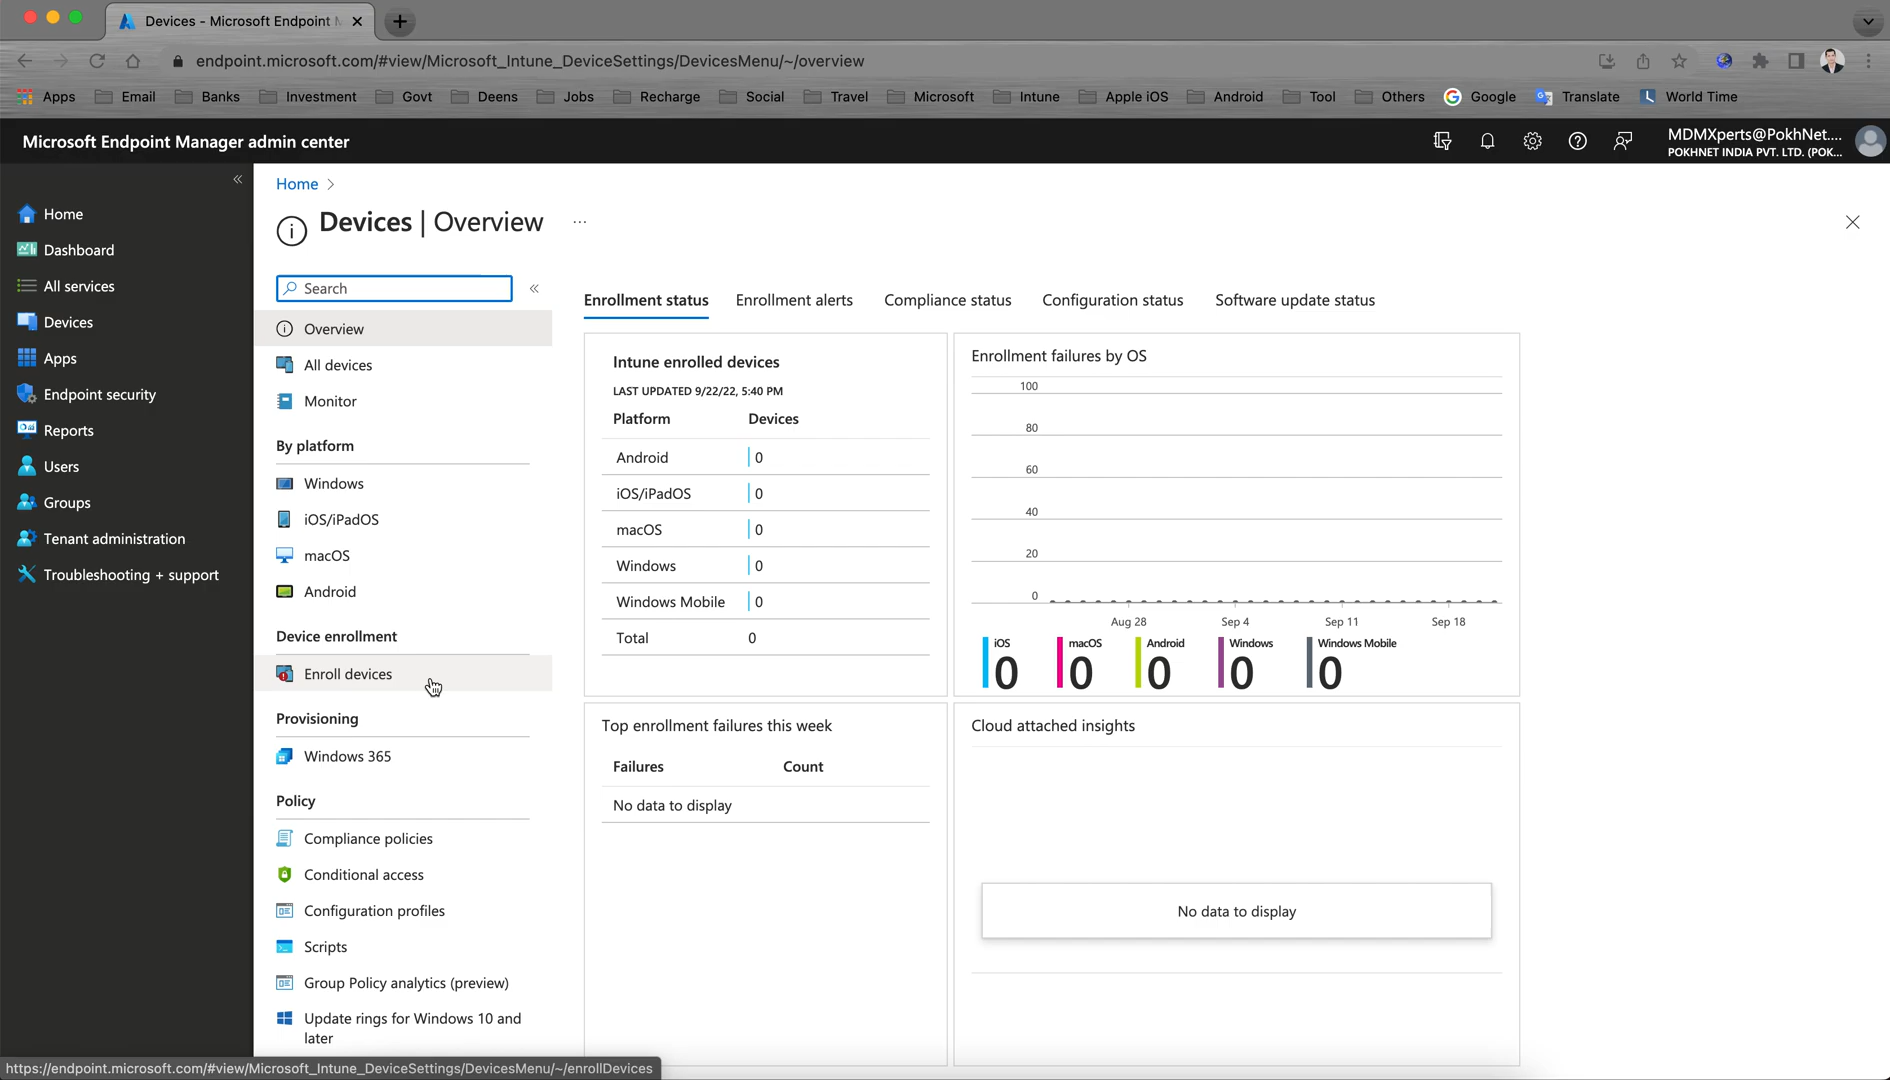 Devices - Microsoft Endpoint M
endpoint.microsoft.com/#view/Microsoft_Intune_DeviceSettings/DevicesMenu/~/overview
Apps Email Banks Investment Govt Deens Jobs Recharge Social Travel Microsoft Intune Apple iOS Android Tool Others Google Translate World Time
Microsoft Endpoint Manager admin center
MDMXperts@PokhNet....
POKHNET INDIA PVT. LTD. (POK...
Home
Dashboard
All services
Devices
Apps
Endpoint security
Reports
Users
Groups
Tenant administration
Troubleshooting + support
Home >
Devices | Overview ...
Search
Overview
All devices
Monitor
By platform
Windows
iOS/iPadOS
macOS
Android
Device enrollment
Enroll devices
Provisioning
Windows 365
Policy
Compliance policies
Conditional access
Configuration profiles
Scripts
Group Policy analytics (preview)
Update rings for Windows 10 and
later
Enrollment status Enrollment alerts Compliance status Configuration status Software update status
Intune enrolled devices
LAST UPDATED 9/22/22, 5:40 PM
Platform Devices
Android 0
iOS/iPadOS 0
macOS 0
Windows 0
Windows Mobile 0
Total 0
Enrollment failures by OS
100
80
60
40
20
0
Aug 28 Sep 4 Sep 11 Sep 18
iOS macOS Android Windows Windows Mobile
0 0 0 0 0
Top enrollment failures this week
Failures Count
No data to display
Cloud attached insights
No data to display
https://endpoint.microsoft.com/#view/Microsoft_Intune_DeviceSettings/DevicesMenu/~/enrollDevices